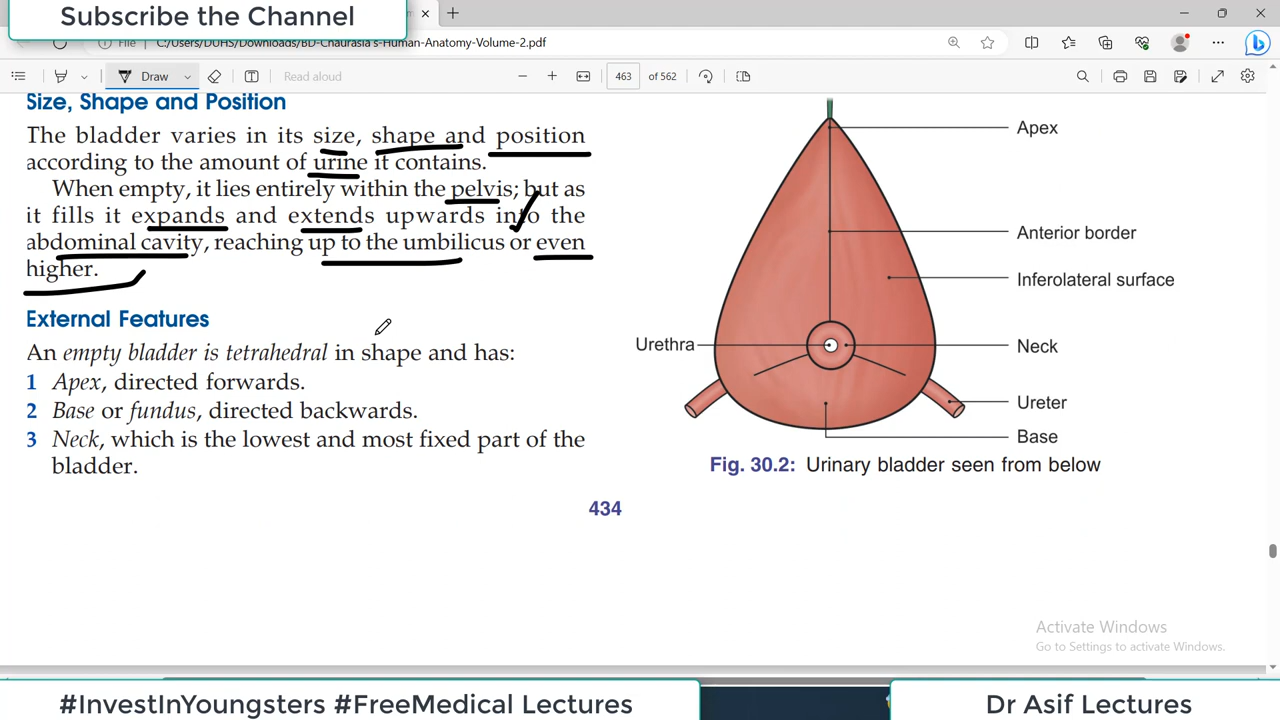 Subscribe the Channel
File
C:/Users/DUHS/Downloads/BD-Chaurasia's-Human-Anatomy-Volume-2.pdf
Draw
Read aloud
463
of 562
Size, Shape and Position
The bladder varies in its size, shape and position
according to the amount of urine it contains.
When empty, it lies entirely within the pelvis; but as
it fills it expands and extends upwards into the
abdominal cavity, reaching up to the umbilicus or even
higher.
External Features
An empty bladder is tetrahedral in shape and has:
1 Apex, directed forwards.
2 Base or fundus, directed backwards.
3 Neck, which is the lowest and most fixed part of the
bladder.
Apex
Anterior border
Inferolateral surface
Urethra
Neck
Ureter
Base
Fig. 30.2: Urinary bladder seen from below
434
Activate Windows
Go to Settings to activate Windows.
#InvestInYoungsters #FreeMedical Lectures
Dr Asif Lectures